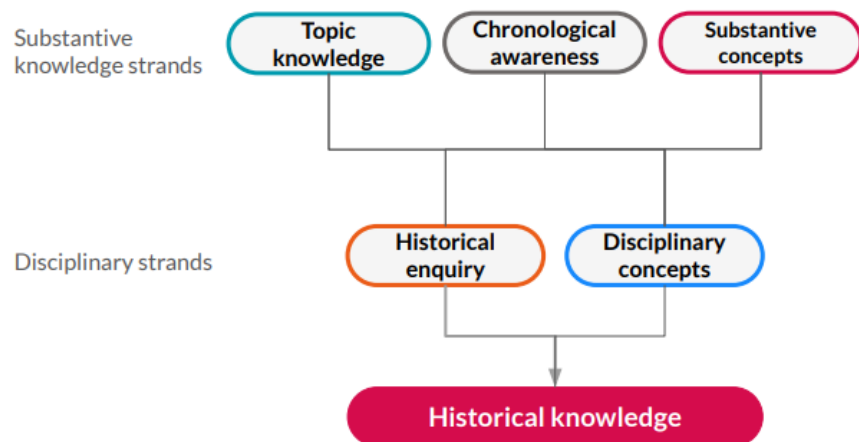 Substantive
knowledge strands
Topic
knowledge
Chronological
awareness
Substantive
concepts
Disciplinary strands
Historical
enquiry
Disciplinary
concepts
Historical knowledge